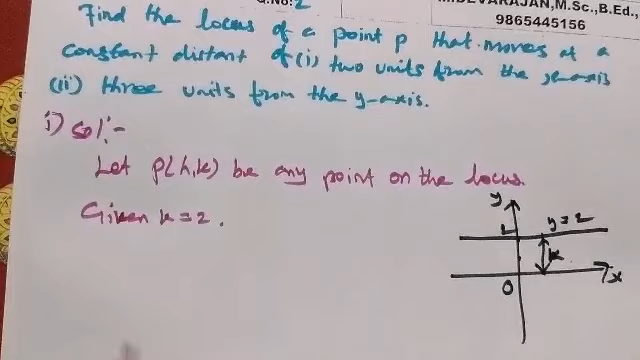 Q.No: 2
M.DEVARAJAN, M.Sc., B.Ed.,
9865445156
Find the locus of a point P that moves at a
constant distant of (i) two units from the x-axis
(ii) three units from the y-axis.
i) Sol:-
Let P(h,k) be any point on the locus.
Given k = 2.
y
2
y = 2
k
O
x